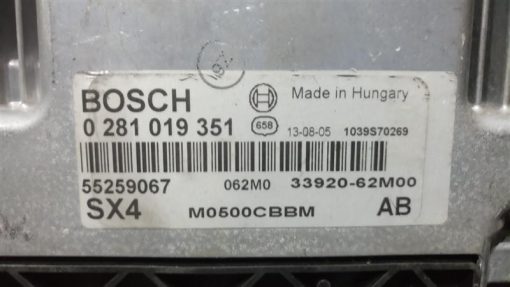 BOSCH Made in Hungary
0 281 019 351 658 13-08-05 1039S70269
55259067 062M0 33920-62M00
SX4 M0500CBBM AB